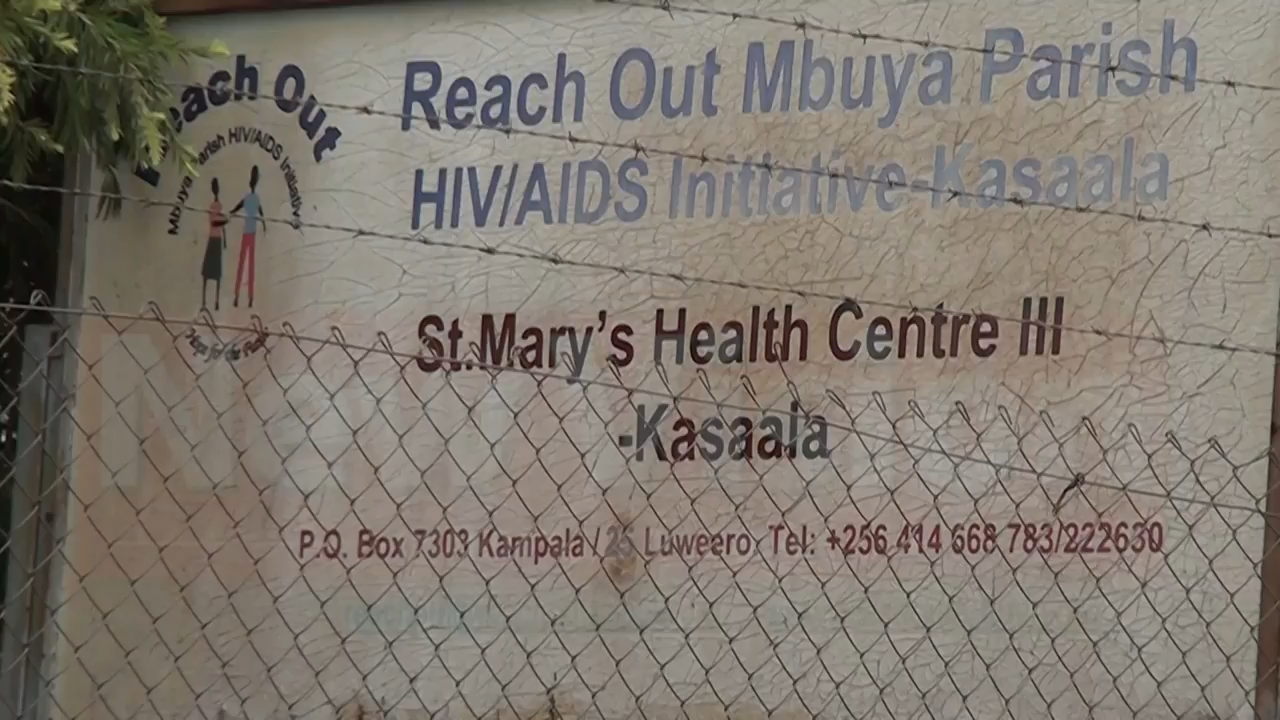 Reach Out
Mbuya Parish HIV/AIDS Initiative
Reach Out Mbuya Parish
HIV/AIDS Initiative-Kasaala
St.Mary's Health Centre III
-Kasaala
P.O. Box 7303 Kampala / 25 Luweero, Tel: +256 414 668 783/222630